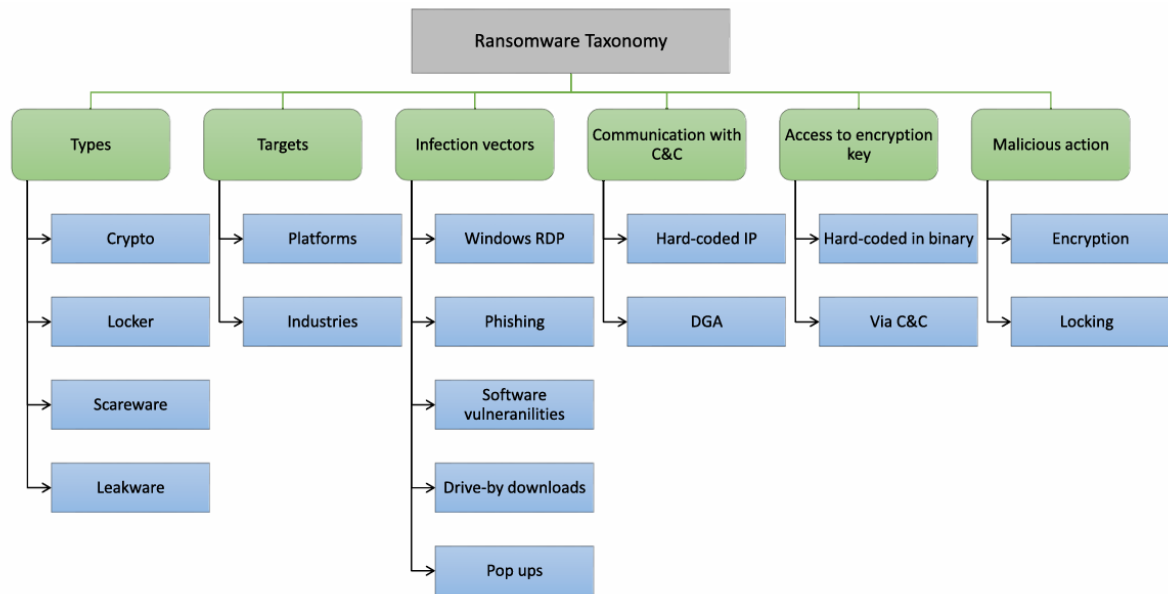 Ransomware Taxonomy
Types
Targets
Infection vectors
Communication with
C&C
Access to encryption
key
Malicious action
Crypto
Platforms
Windows RDP
Hard-coded IP
Hard-coded in binary
Encryption
Locker
Industries
Phishing
DGA
Via C&C
Locking
Scareware
Software
vulneranilities
Leakware
Drive-by downloads
Pop ups